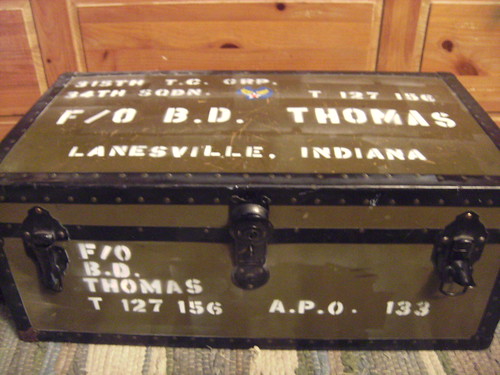 315TH T.C. GRP.
34TH SQDN. T 127 156
F/O B.D. THOMAS
LANESVILLE, INDIANA
F/O
B.D.
THOMAS
T 127 156 A.P.O. 133